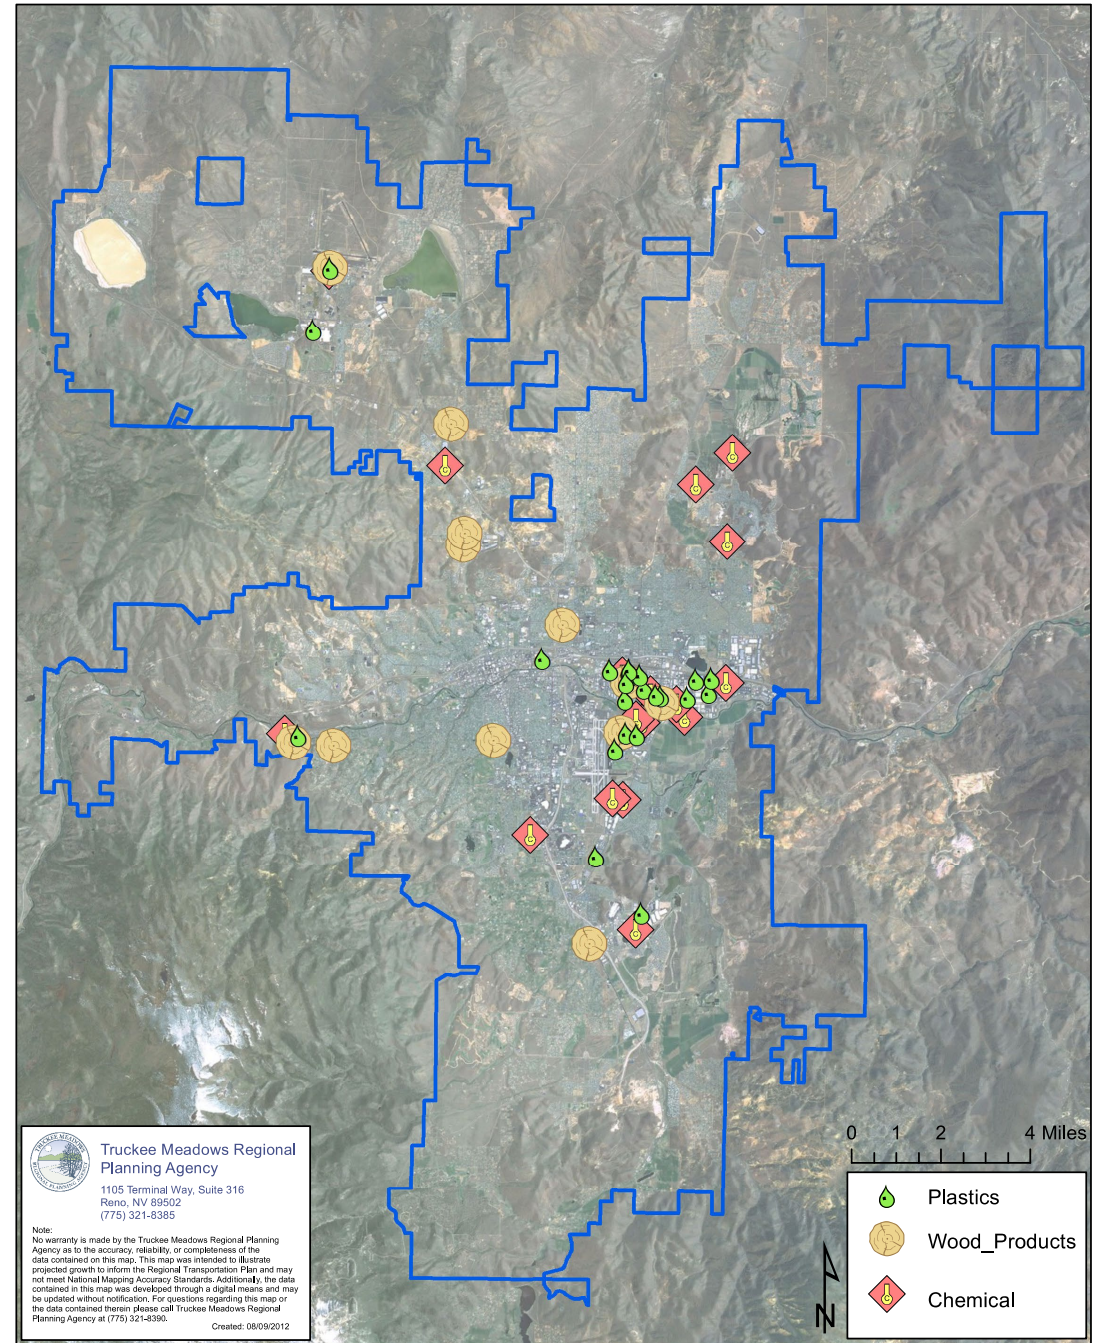 0 1 2 4 Miles
Plastics
Wood_Products
Chemical
N
TRUCKEE MEADOWS
REGIONAL PLANNING AGENCY
Truckee Meadows Regional
Planning Agency
1105 Terminal Way, Suite 316
Reno, NV 89502
(775) 321-8385
Note:
No warranty is made by the Truckee Meadows Regional Planning
Agency as to the accuracy, reliability, or completeness of the
data contained on this map. This map was intended to illustrate
projected growth to inform the Regional Transportation Plan and may
not meet National Mapping Accuracy Standards. Additionally, the data
contained in this map was developed through a digital means and may
be updated without notification. For questions regarding this map or
the data contained therein please call Truckee Meadows Regional
Planning Agency at (775) 321-8390.
Created: 08/09/2012